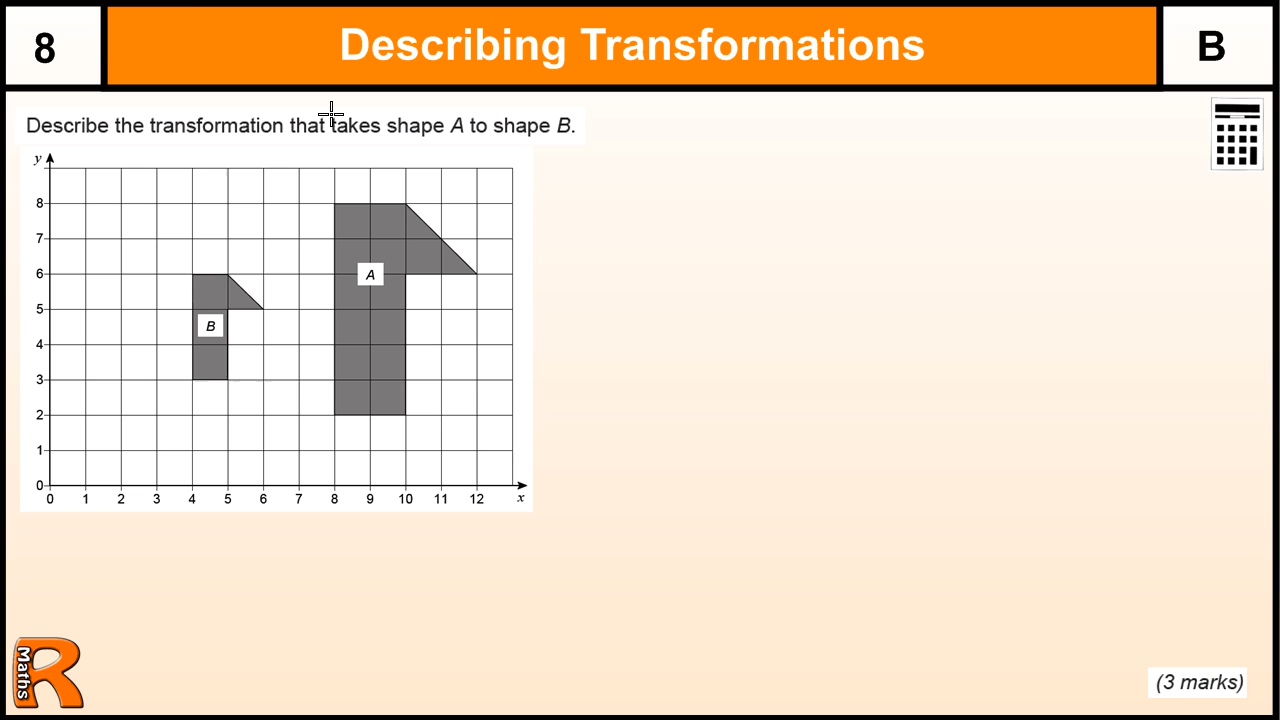 8
Describing Transformations
B
Describe the transformation that takes shape A to shape B.
y
8
7
6
5
4
3
2
1
0
A
B
0 1 2 3 4 5 6 7 8 9 10 11 12 x
Maths
R
(3 marks)